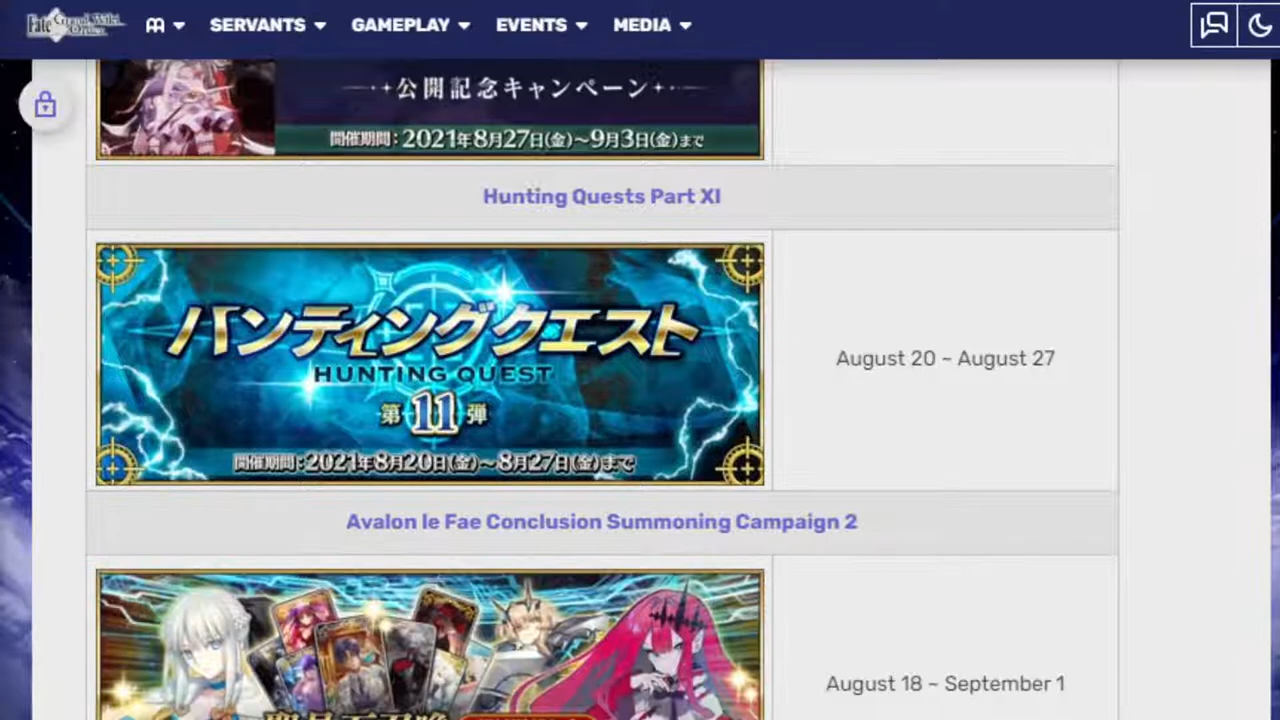 Fate Grand Wiki Order
SERVANTS GAMEPLAY EVENTS MEDIA
公開記念キャンペーン
開催期間：2021年8月27日(金)～9月3日(金)まで
Hunting Quests Part XI
ハンティングクエスト
HUNTING QUEST
第11弾
開催期間：2021年8月20日(金)～8月27日(金)まで
August 20 ~ August 27
Avalon le Fae Conclusion Summoning Campaign 2
August 18 ~ September 1